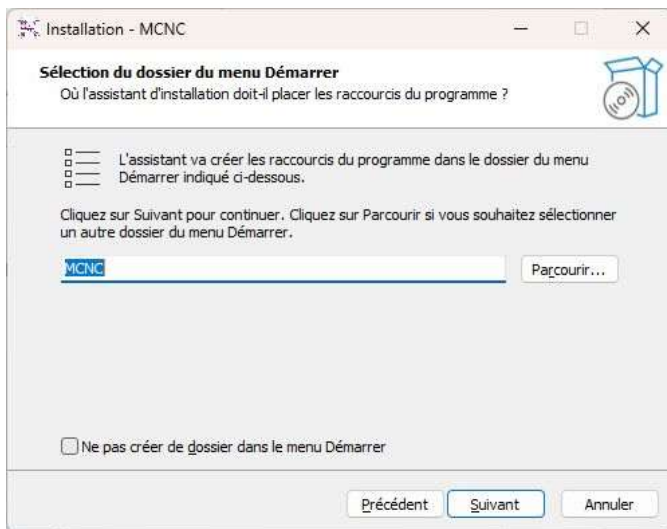 Installation - MCNC
Sélection du dossier du menu Démarrer
Où l'assistant d'installation doit-il placer les raccourcis du programme ?
L'assistant va créer les raccourcis du programme dans le dossier du menu
Démarrer indiqué ci-dessous.
Cliquez sur Suivant pour continuer. Cliquez sur Parcourir si vous souhaitez sélectionner
un autre dossier du menu Démarrer.
MCNC
Parcourir...
Ne pas créer de dossier dans le menu Démarrer
Précédent
Suivant
Annuler